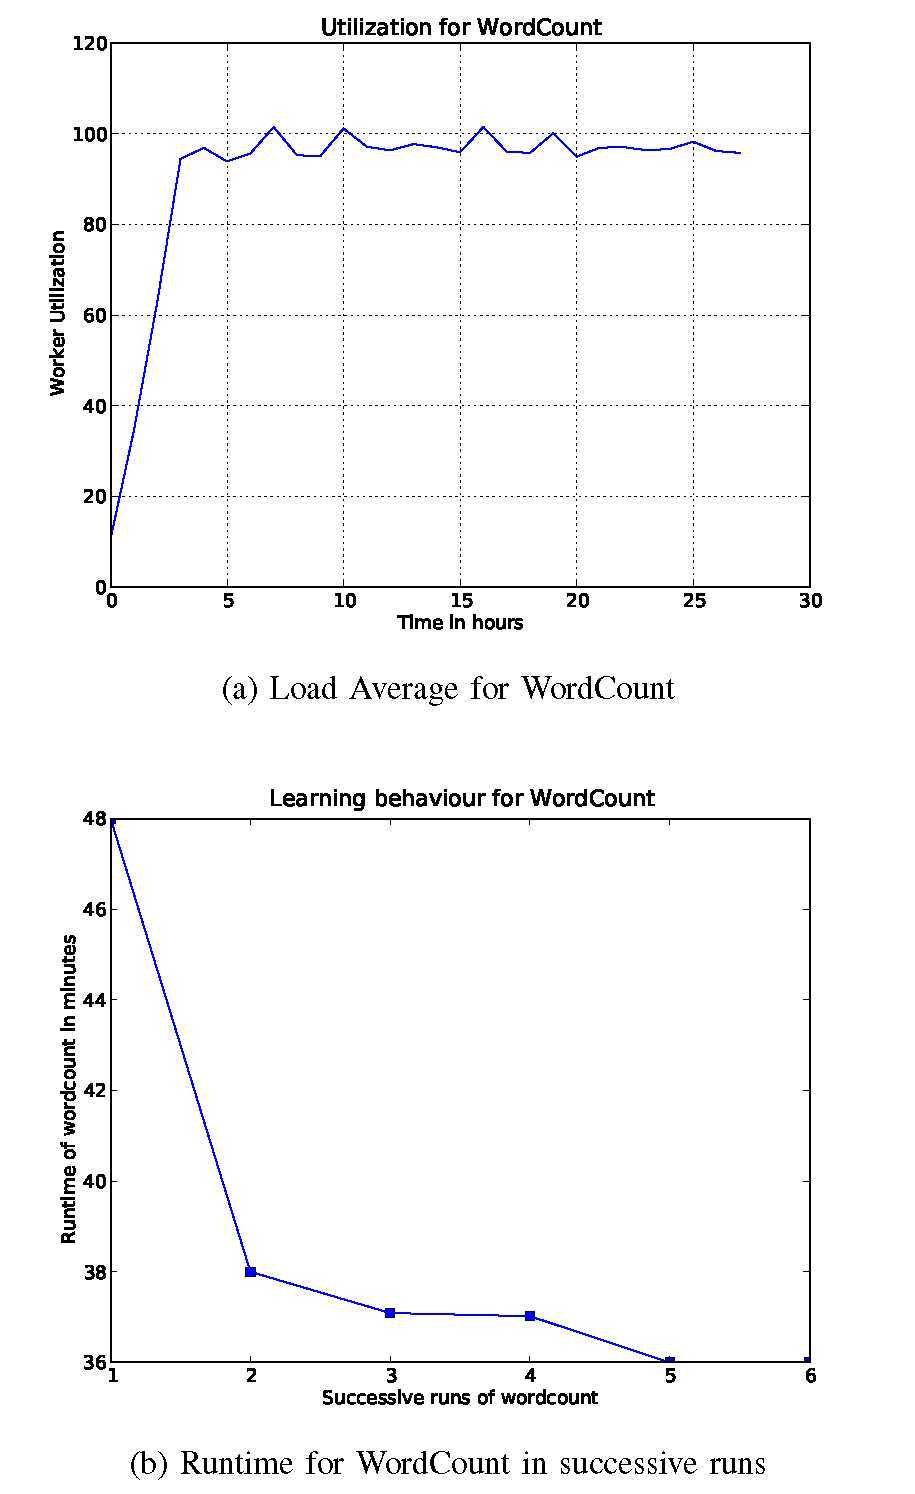 Utilization for WordCount
120
100
80
60
40
20
0
Worker Utilization
0 5 10 15 20 25 30
Time in hours
(a) Load Average for WordCount
Learning behaviour for WordCount
48
46
44
42
40
38
36
Runtime of wordcount in minutes
1 2 3 4 5 6
Successive runs of wordcount
(b) Runtime for WordCount in successive runs